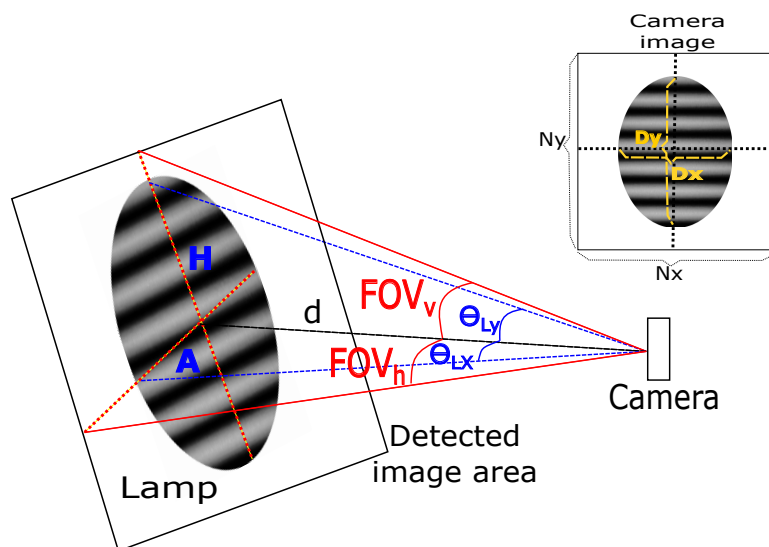 Camera
image
Ny
Dy
Dx
Nx
H
d
FOVv
ΘLy
A
FOVh
ΘLX
Camera
Detected
image area
Lamp